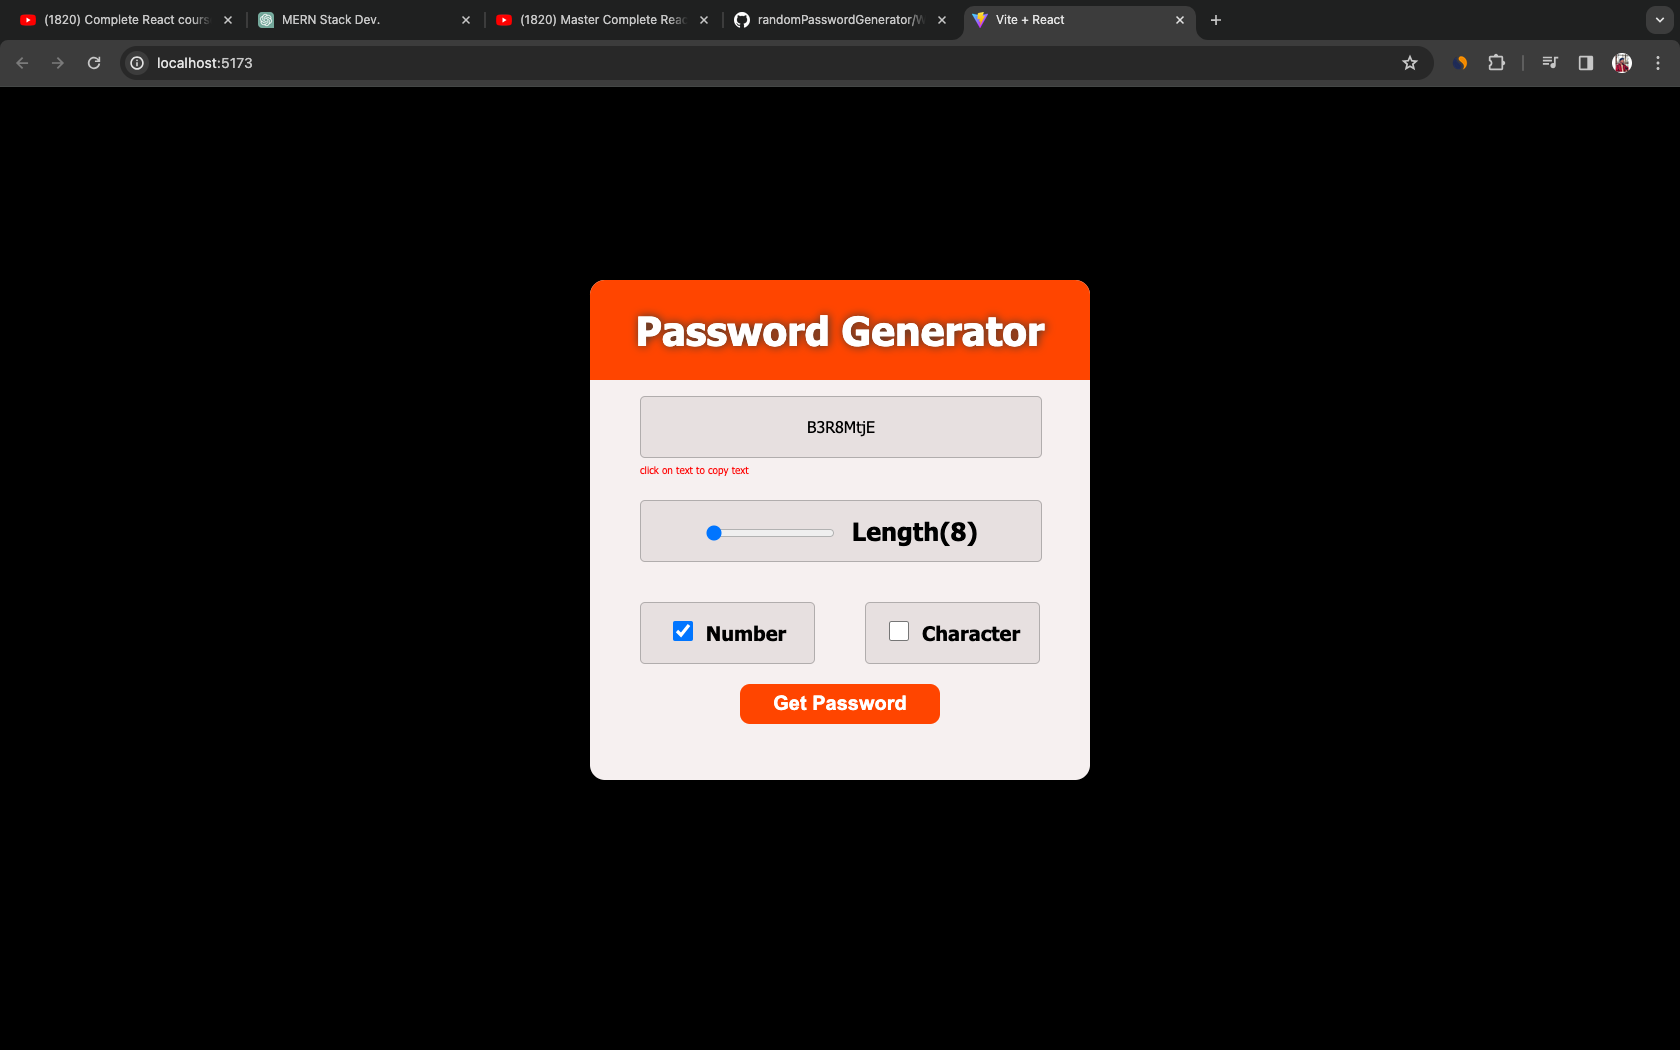 (1820) Complete React cours
MERN Stack Dev.
(1820) Master Complete Reac
randomPasswordGenerator/W
Vite + React
localhost:5173
Password Generator
B3R8MtjE
click on text to copy text
Length(8)
Number
Character
Get Password